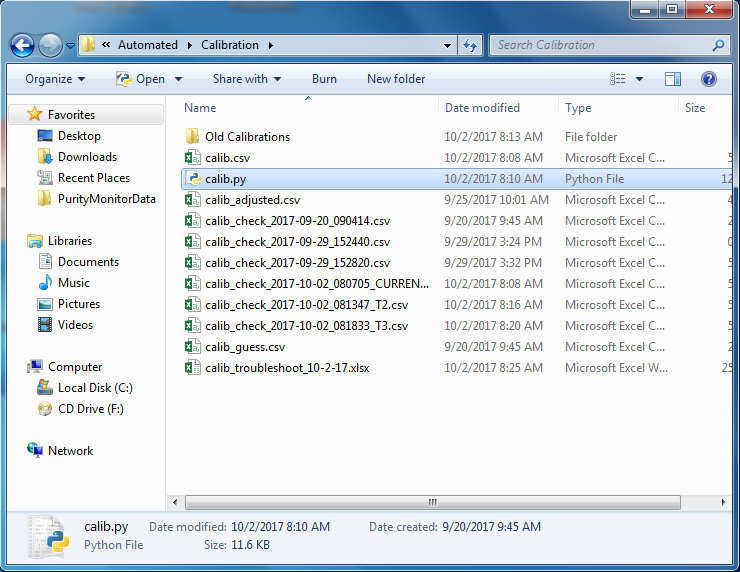 « Automated Calibration
Search Calibration
Organize Open Share with Burn New folder
Name Date modified Type Size
Favorites
Desktop
Downloads
Recent Places
PurityMonitorData
Libraries
Documents
Music
Pictures
Videos
Computer
Local Disk (C:)
CD Drive (F:)
Network
Old Calibrations 10/2/2017 8:13 AM File folder
calib.csv 10/2/2017 8:08 AM Microsoft Excel C... 5
calib.py 10/2/2017 8:10 AM Python File 12
calib_adjusted.csv 9/25/2017 10:01 AM Microsoft Excel C... 4
calib_check_2017-09-20_090414.csv 9/20/2017 9:45 AM Microsoft Excel C...
calib_check_2017-09-29_152440.csv 9/29/2017 3:24 PM Microsoft Excel C... 0
calib_check_2017-09-29_152820.csv 9/29/2017 3:32 PM Microsoft Excel C... 5
calib_check_2017-10-02_080705_CURREN... 10/2/2017 8:08 AM Microsoft Excel C... 5
calib_check_2017-10-02_081347_T2.csv 10/2/2017 8:16 AM Microsoft Excel C... 5
calib_check_2017-10-02_081833_T3.csv 10/2/2017 8:20 AM Microsoft Excel C... 5
calib_guess.csv 9/20/2017 9:45 AM Microsoft Excel C... 2
calib_troubleshoot_10-2-17.xlsx 10/2/2017 8:25 AM Microsoft Excel W... 25
calib.py Date modified: 10/2/2017 8:10 AM Date created: 9/20/2017 9:45 AM
Python File Size: 11.6 KB